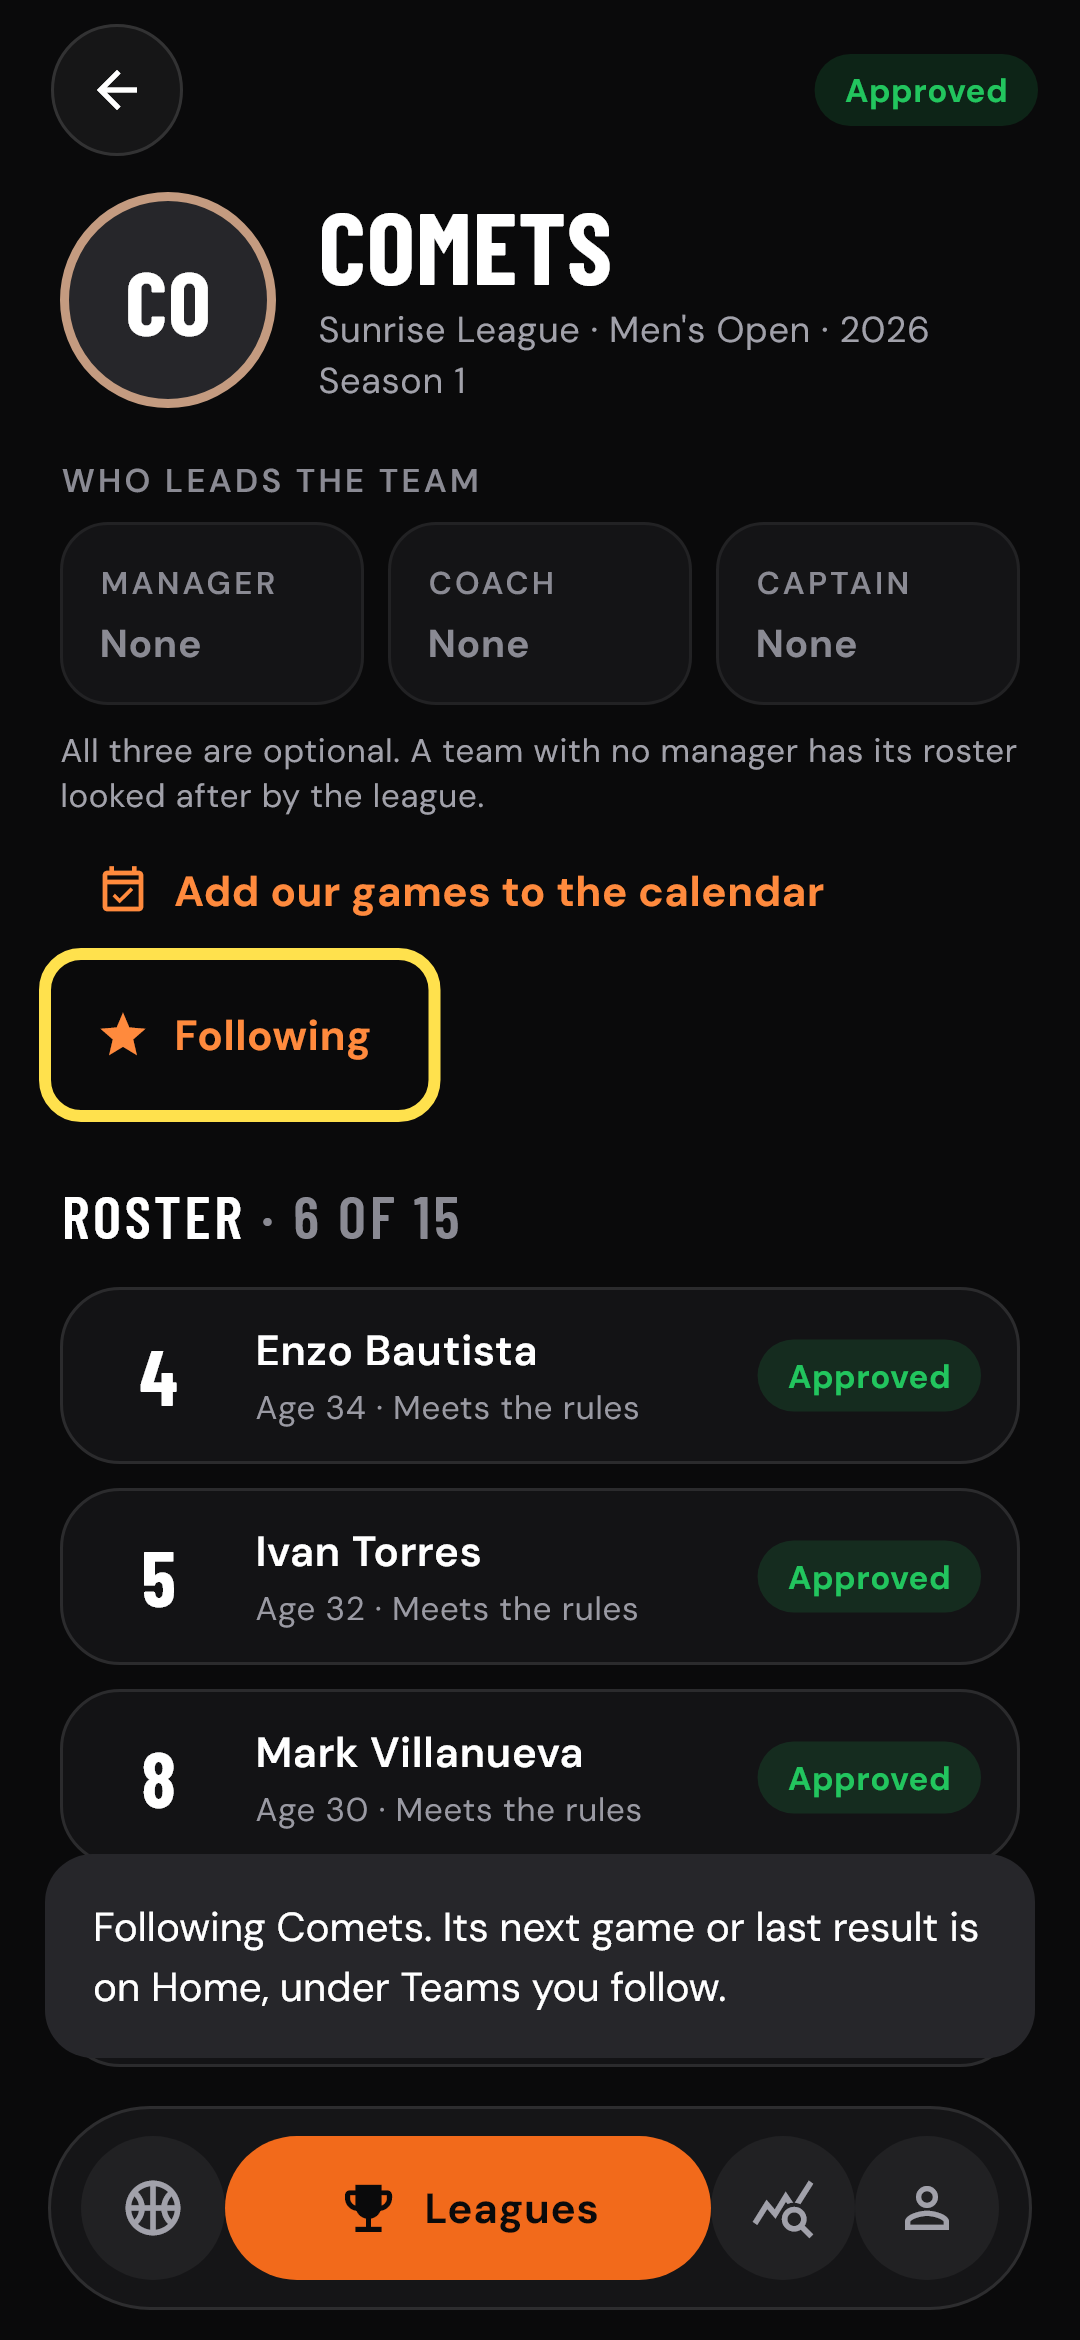 Approved
CO
COMETS
Sunrise League · Men's Open · 2026
Season 1
WHO LEADS THE TEAM
MANAGER
None
COACH
None
CAPTAIN
None
All three are optional. A team with no manager has its roster
looked after by the league.
Add our games to the calendar
Following
ROSTER · 6 OF 15
4
Enzo Bautista
Age 34 · Meets the rules
Approved
5
Ivan Torres
Age 32 · Meets the rules
Approved
8
Mark Villanueva
Age 30 · Meets the rules
Approved
Following Comets. Its next game or last result is
on Home, under Teams you follow.
Leagues